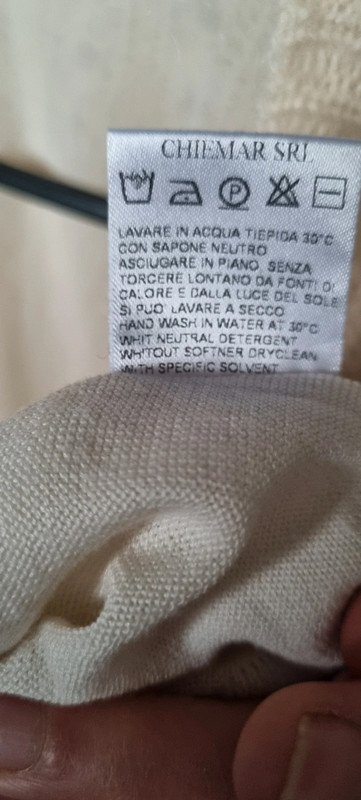 CHIEMAR SRL
P
LAVARE IN ACQUA TIEPIDA 30°C
CON SAPONE NEUTRO
ASCIUGARE IN PIANO SENZA
TORCERE LONTANO DA FONTI DI
CALORE E DALLA LUCE DEL SOLE
SI PUO' LAVARE A SECCO
HAND WASH IN WATER AT 30°C
WHIT NEUTRAL DETERGENT
WHITOUT SOFTNER DRYCLEAN
WITH SPECIFIC SOLVENT